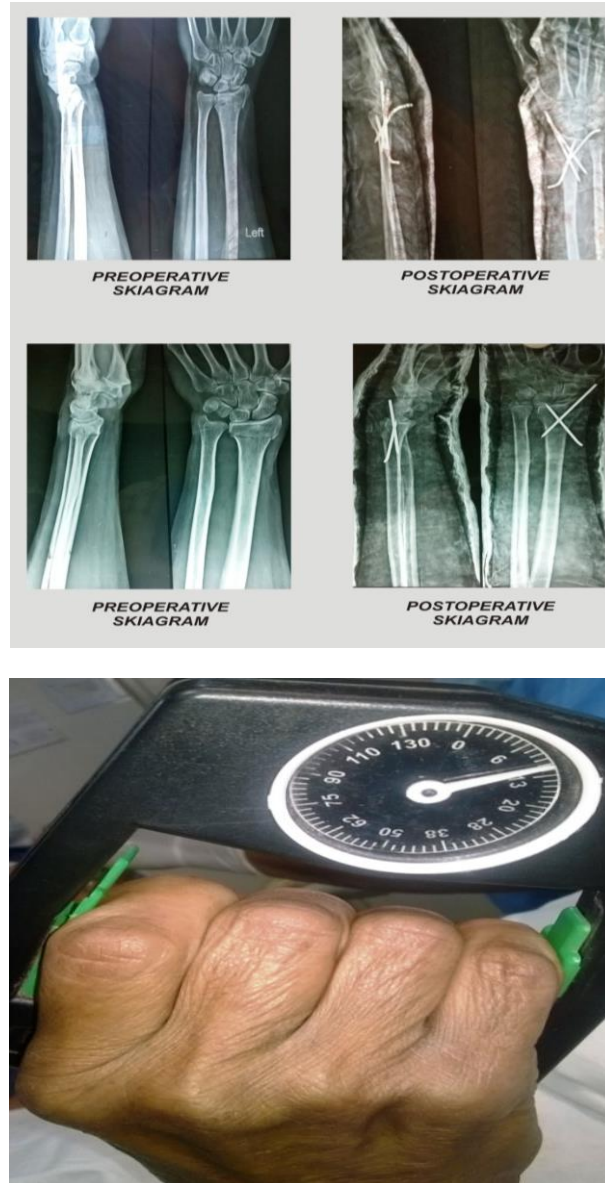 Left
PREOPERATIVE
SKIAGRAM
POSTOPERATIVE
SKIAGRAM
PREOPERATIVE
SKIAGRAM
POSTOPERATIVE
SKIAGRAM
0
6
13
20
28
38
50
62
75
90
110
130